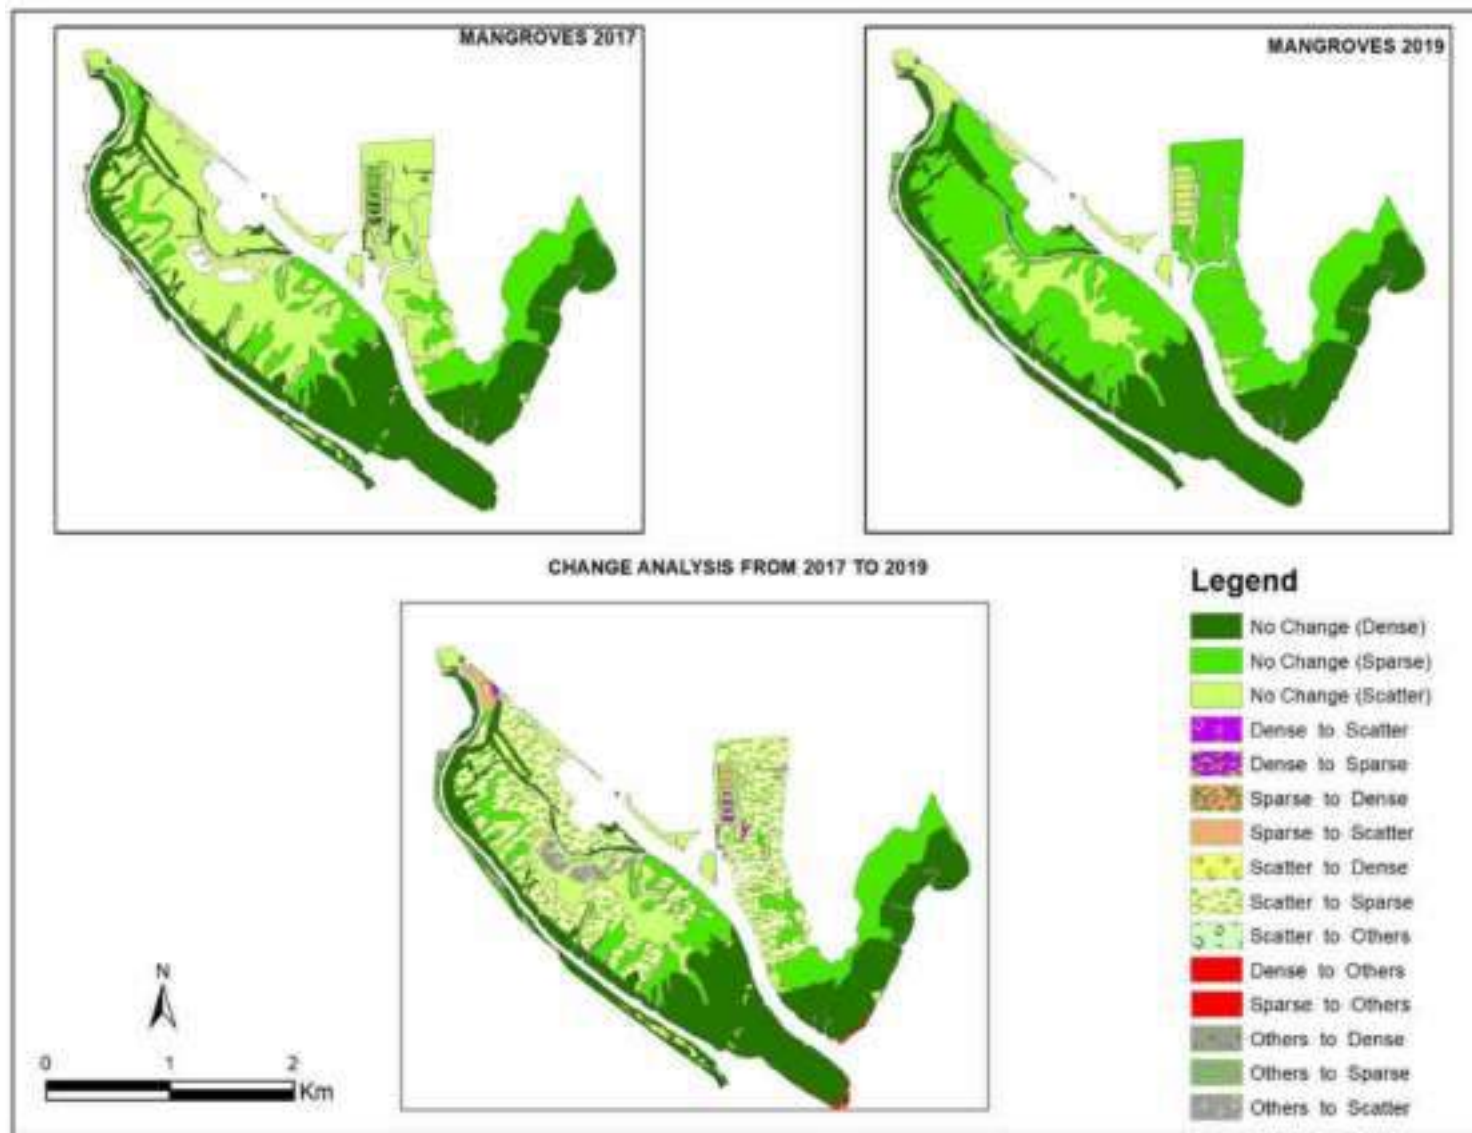 MANGROVES 2017
MANGROVES 2019
CHANGE ANALYSIS FROM 2017 TO 2019
Legend
No Change (Dense)
No Change (Sparse)
No Change (Scatter)
Dense to Scatter
Dense to Sparse
Sparse to Dense
Sparse to Scatter
Scatter to Dense
Scatter to Sparse
Scatter to Others
Dense to Others
Sparse to Others
Others to Dense
Others to Sparse
Others to Scatter
N
0 1 2
Km